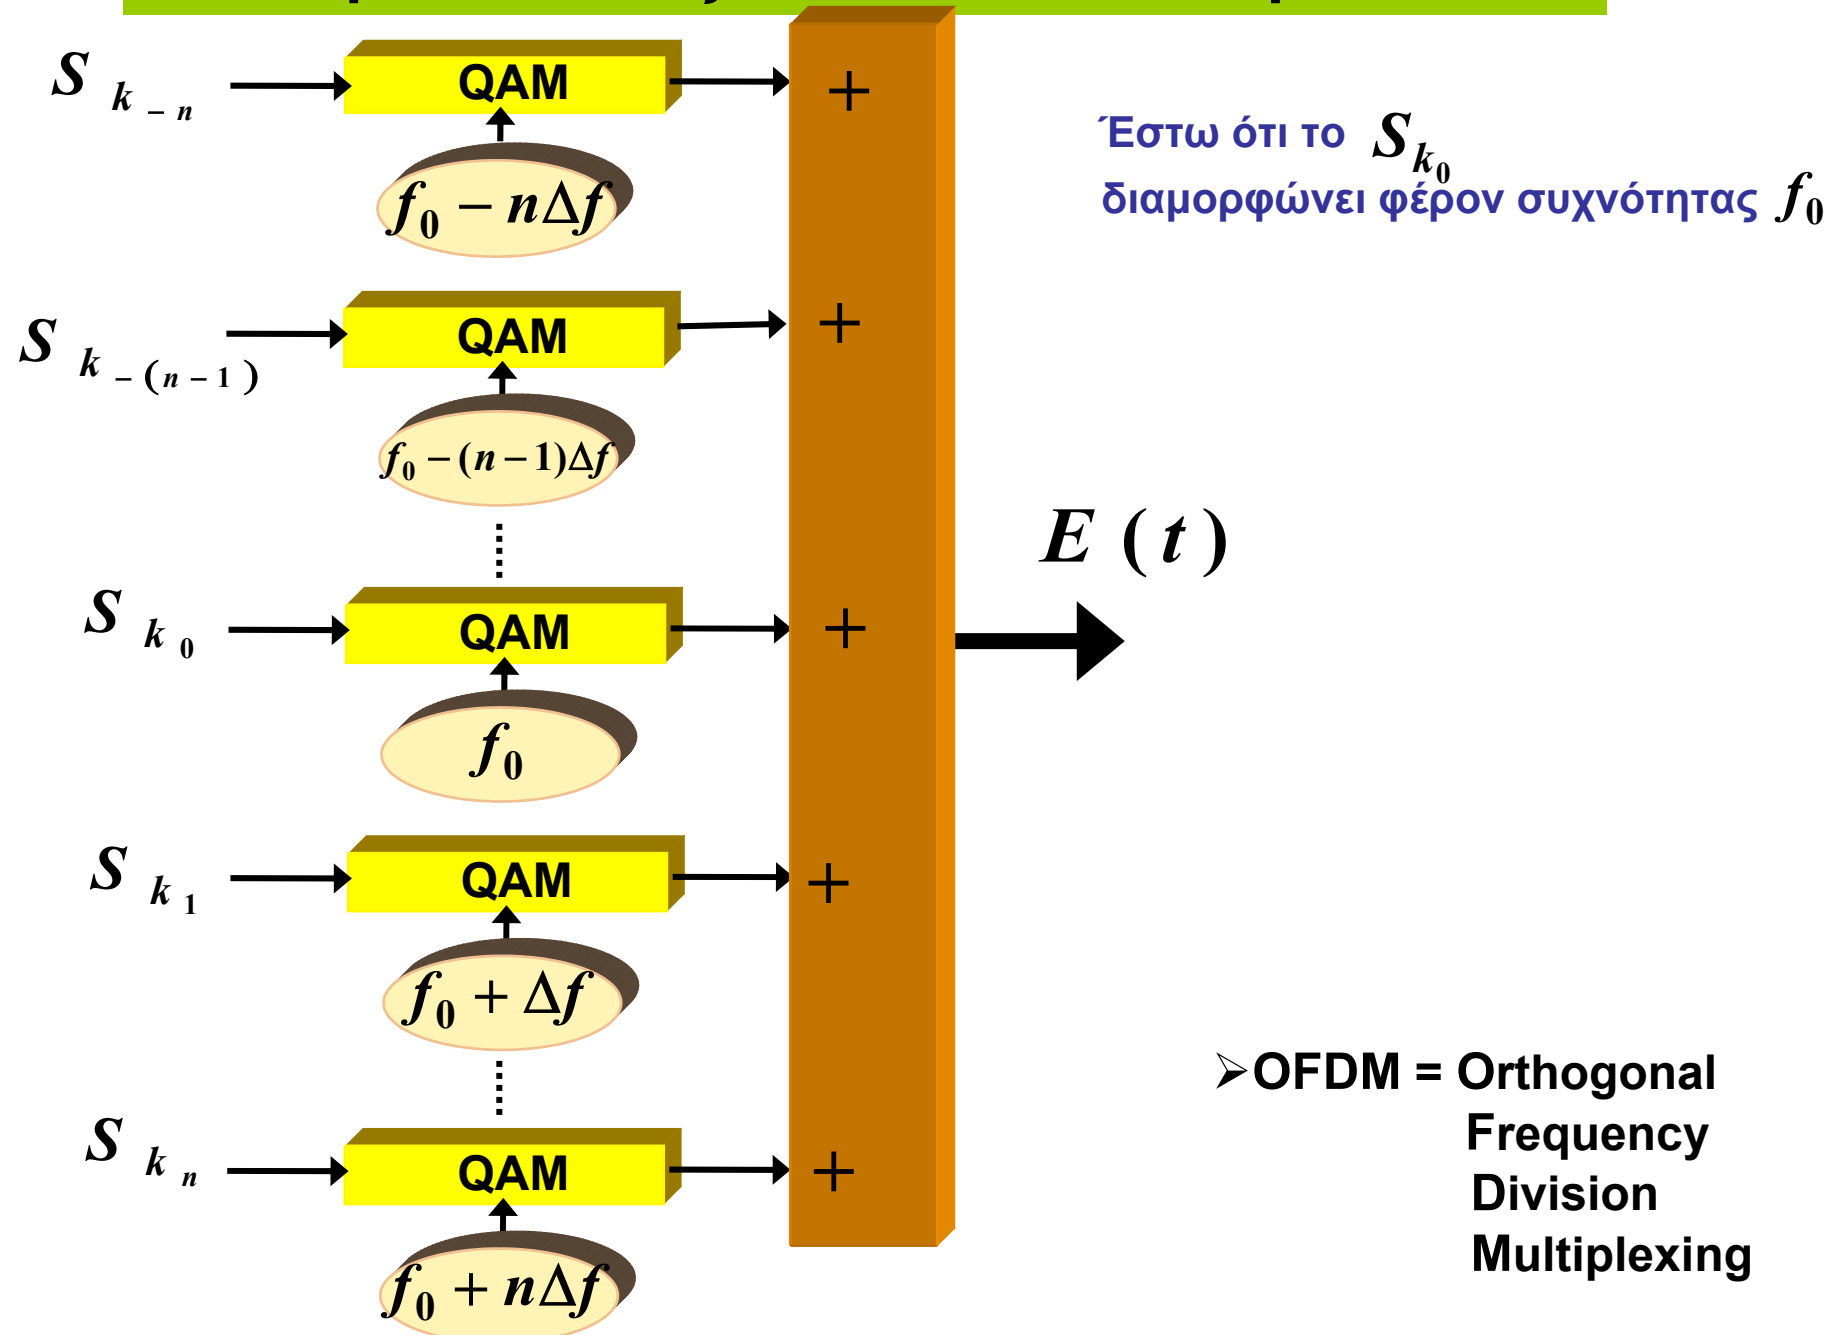 S k – n
QAM
+
f0 − nΔf
Έστω ότι το Sk0
διαμορφώνει φέρον συχνότητας f0
S k – ( n – 1 )
QAM
+
f0 − (n − 1)Δf
E ( t )
S k 0
QAM
+
f0
S k 1
QAM
+
f0 + Δf
➢OFDM = Orthogonal
Frequency
Division
Multiplexing
S k n
QAM
+
f0 + nΔf